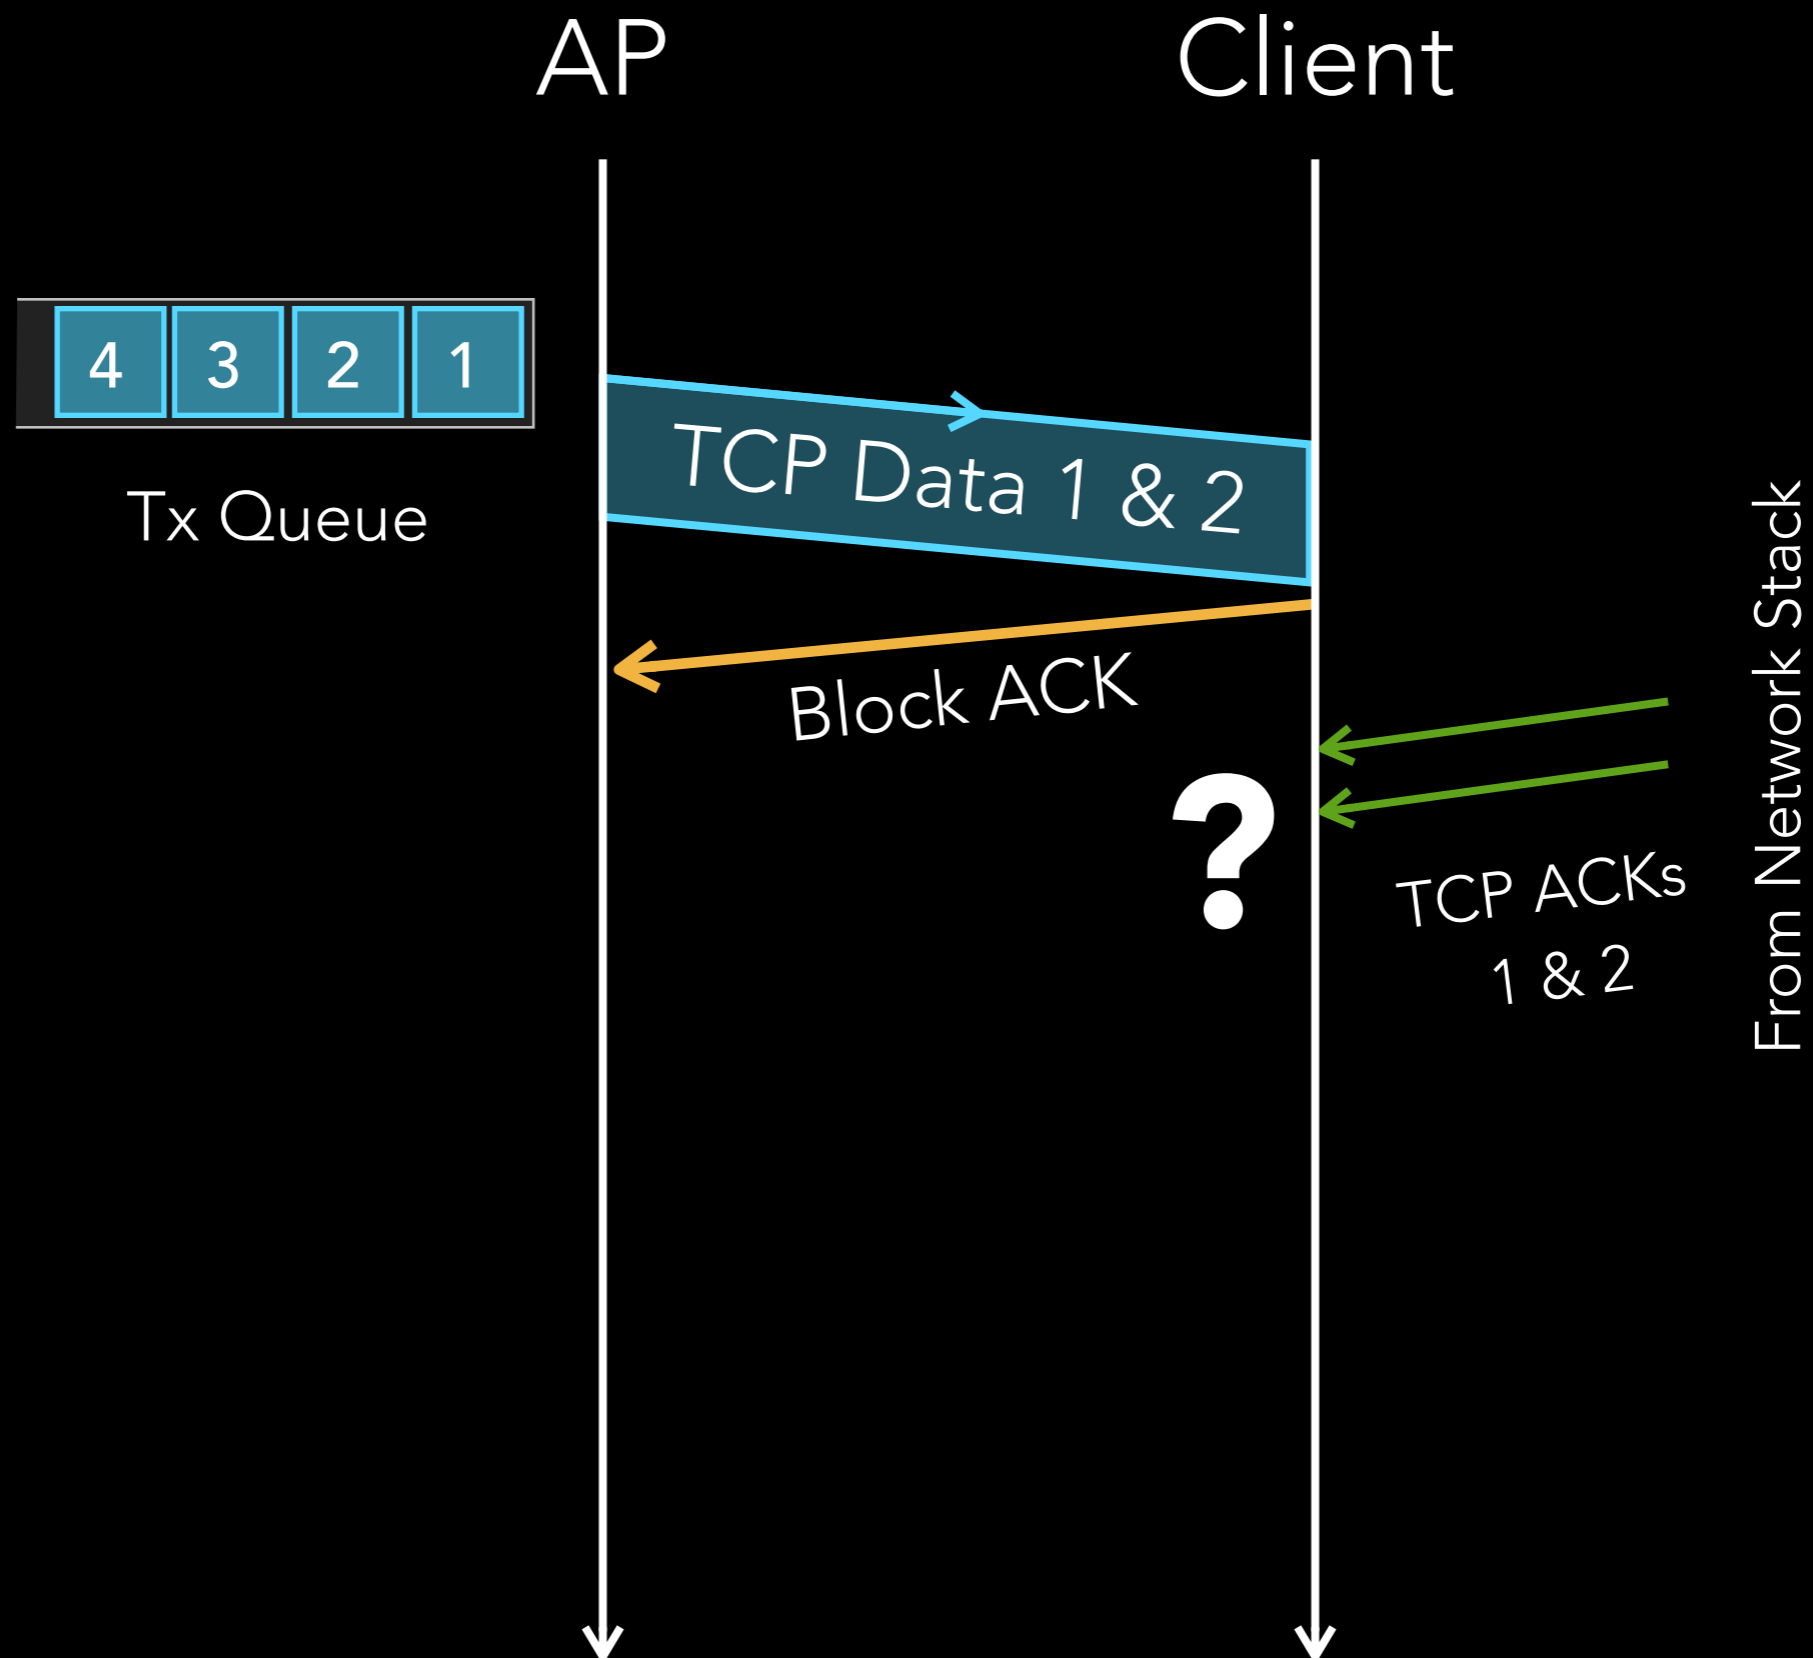 AP
Client
4 3 2 1
Tx Queue
TCP Data 1 & 2
Block ACK
?
TCP ACKs
1 & 2
From Network Stack